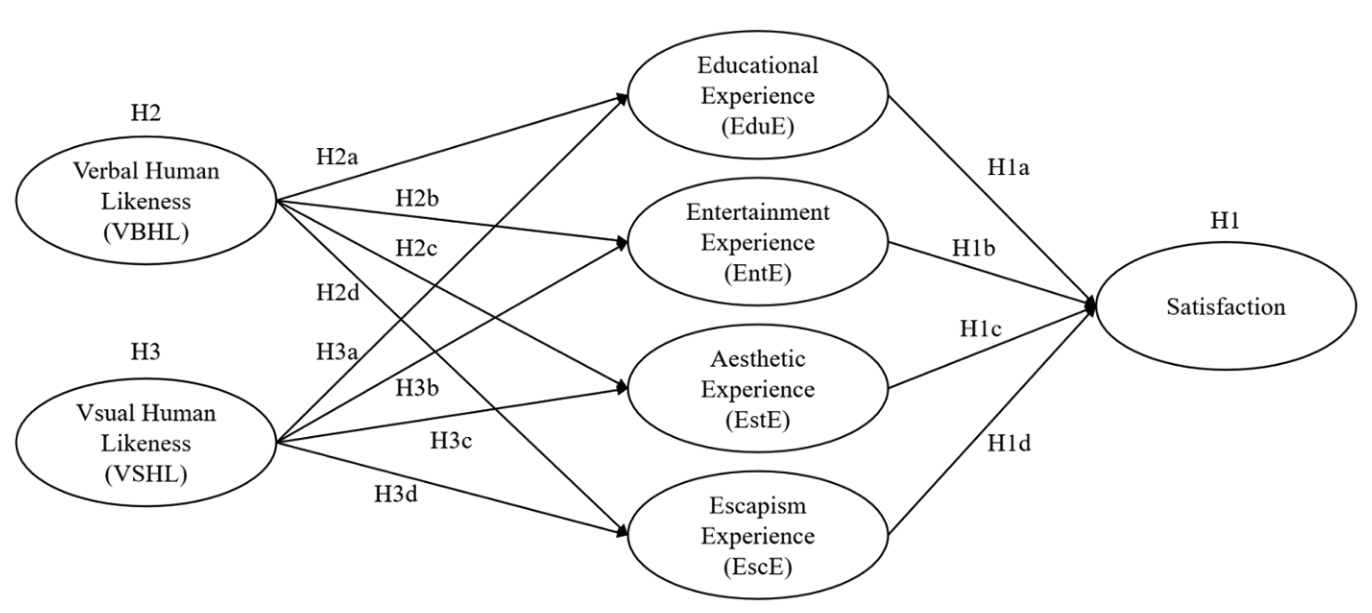 H2
Verbal Human
Likeness
(VBHL)
H3
Vsual Human
Likeness
(VSHL)
H2a
H2b
H2c
H2d
H3a
H3b
H3c
H3d
Educational
Experience
(EduE)
Entertainment
Experience
(EntE)
Aesthetic
Experience
(EstE)
Escapism
Experience
(EscE)
H1a
H1b
H1c
H1d
H1
Satisfaction